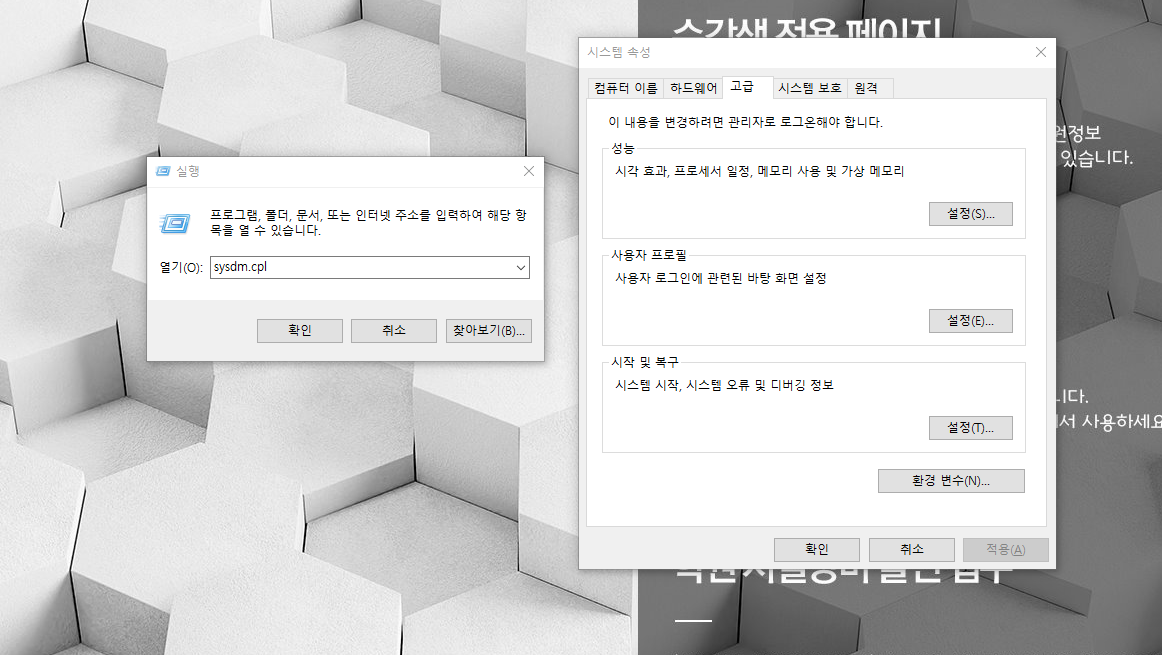 수강생 전용 페이지
실행
프로그램, 폴더, 문서, 또는 인터넷 주소를 입력하여 해당 항
목을 열 수 있습니다.
열기(O):
sysdm.cpl
확인
취소
찾아보기(B)...
시스템 속성
컴퓨터 이름
하드웨어
고급
시스템 보호
원격
이 내용을 변경하려면 관리자로 로그온해야 합니다.
성능
시각 효과, 프로세서 일정, 메모리 사용 및 가상 메모리
설정(S)...
사용자 프로필
사용자 로그인에 관련된 바탕 화면 설정
설정(E)...
시작 및 복구
시스템 시작, 시스템 오류 및 디버깅 정보
설정(T)...
환경 변수(N)...
확인
취소
적용(A)
원정보
있습니다.
니다.
서 사용하세요